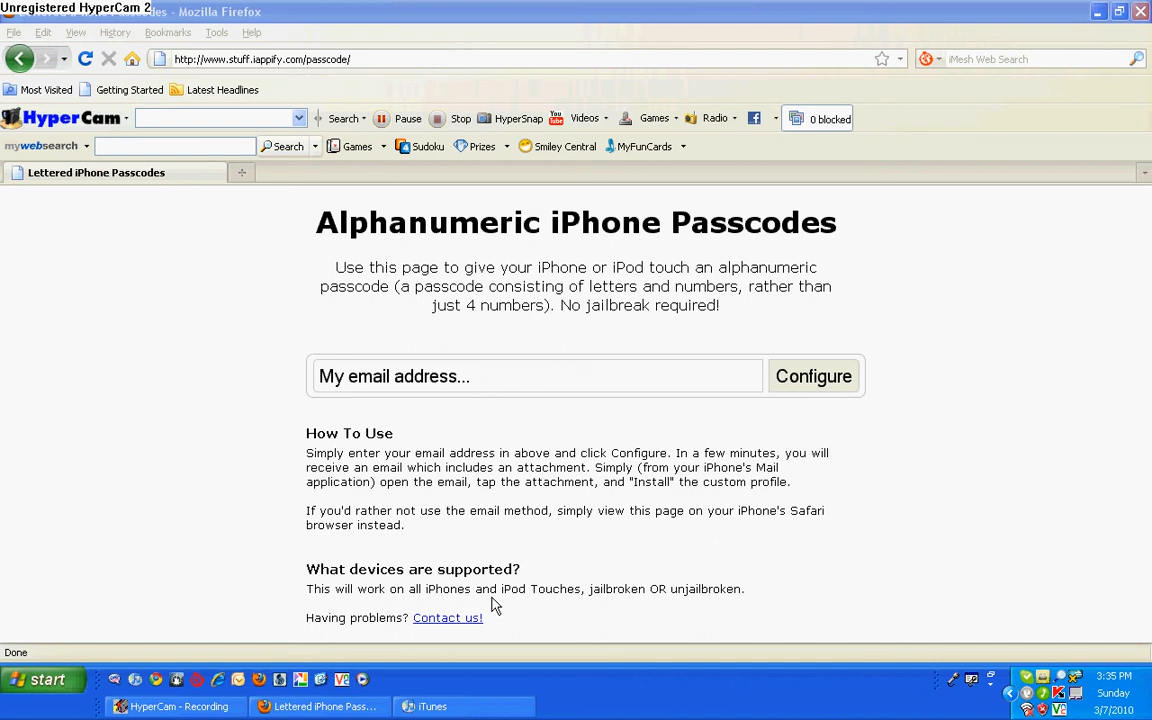 Unregistered HyperCam 2
Passcodes - Mozilla Firefox
File Edit View History Bookmarks Tools Help
http://www.stuff.iappify.com/passcode/
iMesh Web Search
Most Visited Getting Started Latest Headlines
HyperCam Search Pause Stop HyperSnap Videos Games Radio 0 blocked
mywebsearch Search Games Sudoku Prizes Smiley Central MyFunCards
Lettered iPhone Passcodes
Alphanumeric iPhone Passcodes
Use this page to give your iPhone or iPod touch an alphanumeric
passcode (a passcode consisting of letters and numbers, rather than
just 4 numbers). No jailbreak required!
My email address... Configure
How To Use
Simply enter your email address in above and click Configure. In a few minutes, you will
receive an email which includes an attachment. Simply (from your iPhone's Mail
application) open the email, tap the attachment, and "Install" the custom profile.
If you'd rather not use the email method, simply view this page on your iPhone's Safari
browser instead.
What devices are supported?
This will work on all iPhones and iPod Touches, jailbroken OR unjailbroken.
Having problems? Contact us!
Done
start
3:35 PM
Sunday
3/7/2010
HyperCam - Recording Lettered iPhone Pass... iTunes